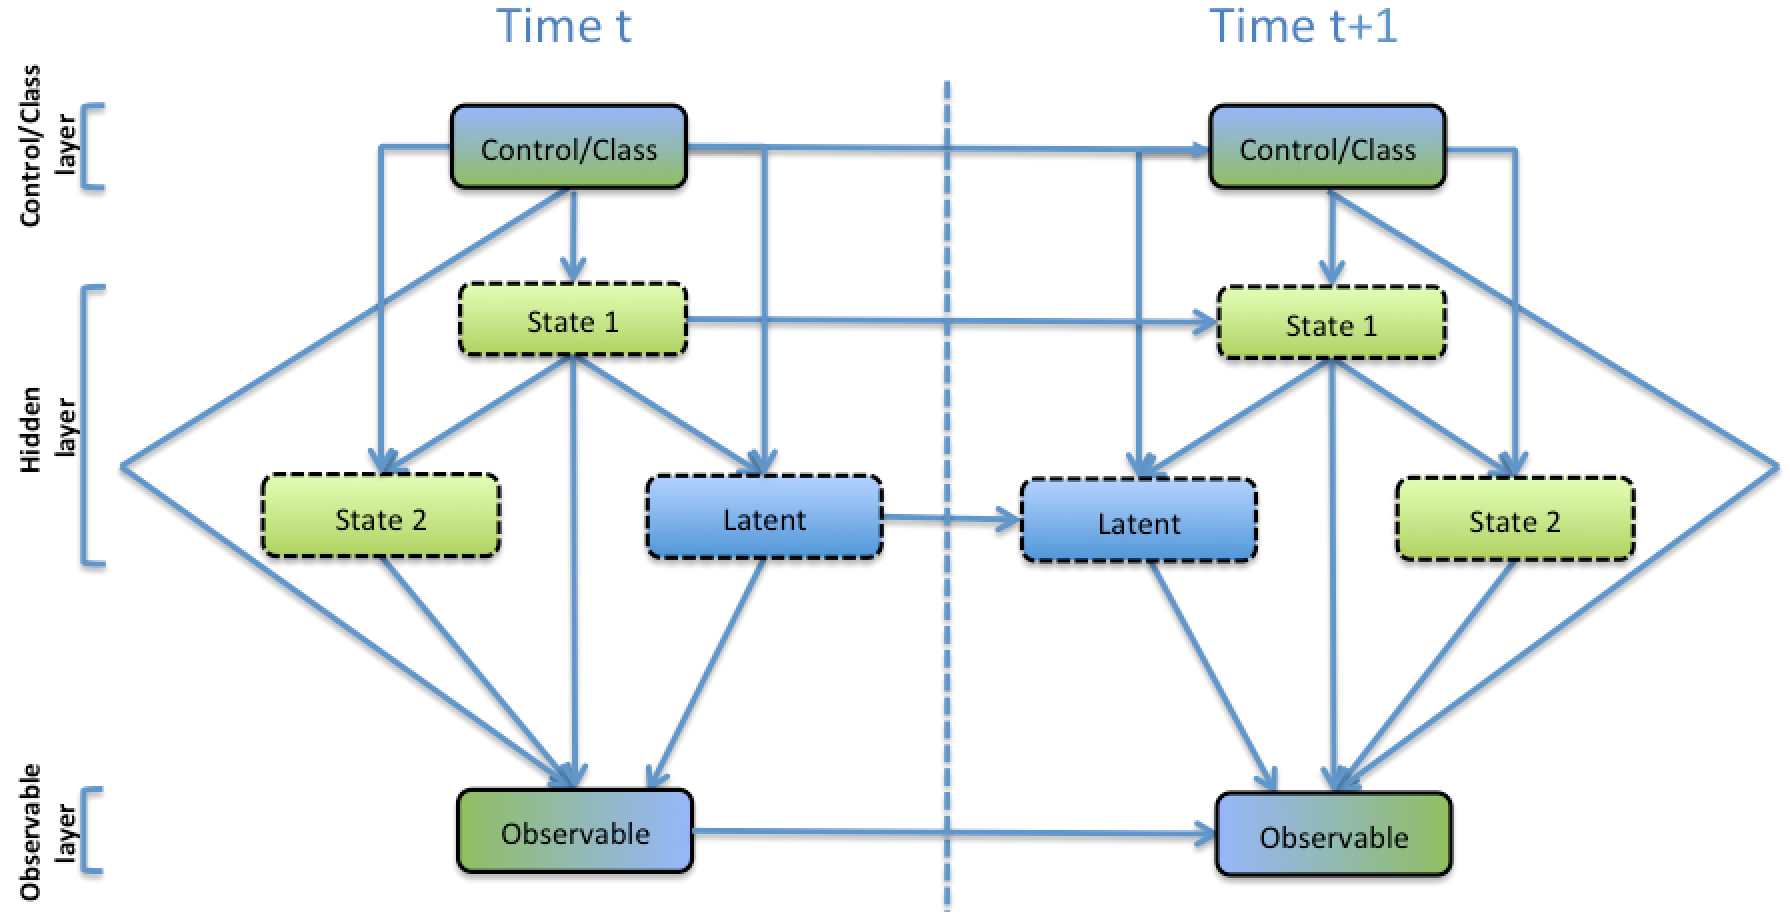 Time t
Time t+1
Control/Class
layer
Control/Class
Control/Class
Hidden
layer
State 1
State 1
State 2
Latent
Latent
State 2
Observable
layer
Observable
Observable